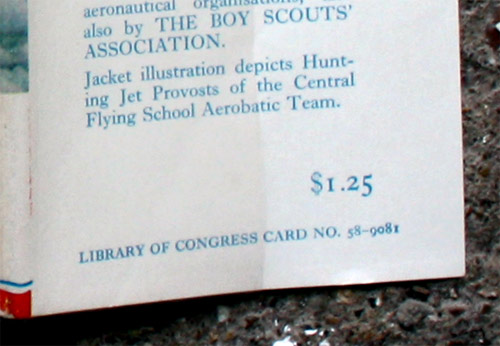 aeronautical organisations,
also by THE BOY SCOUTS'
ASSOCIATION.
Jacket illustration depicts Hunt-
ing Jet Provosts of the Central
Flying School Aerobatic Team.
$1.25
LIBRARY OF CONGRESS CARD NO. 58-9081